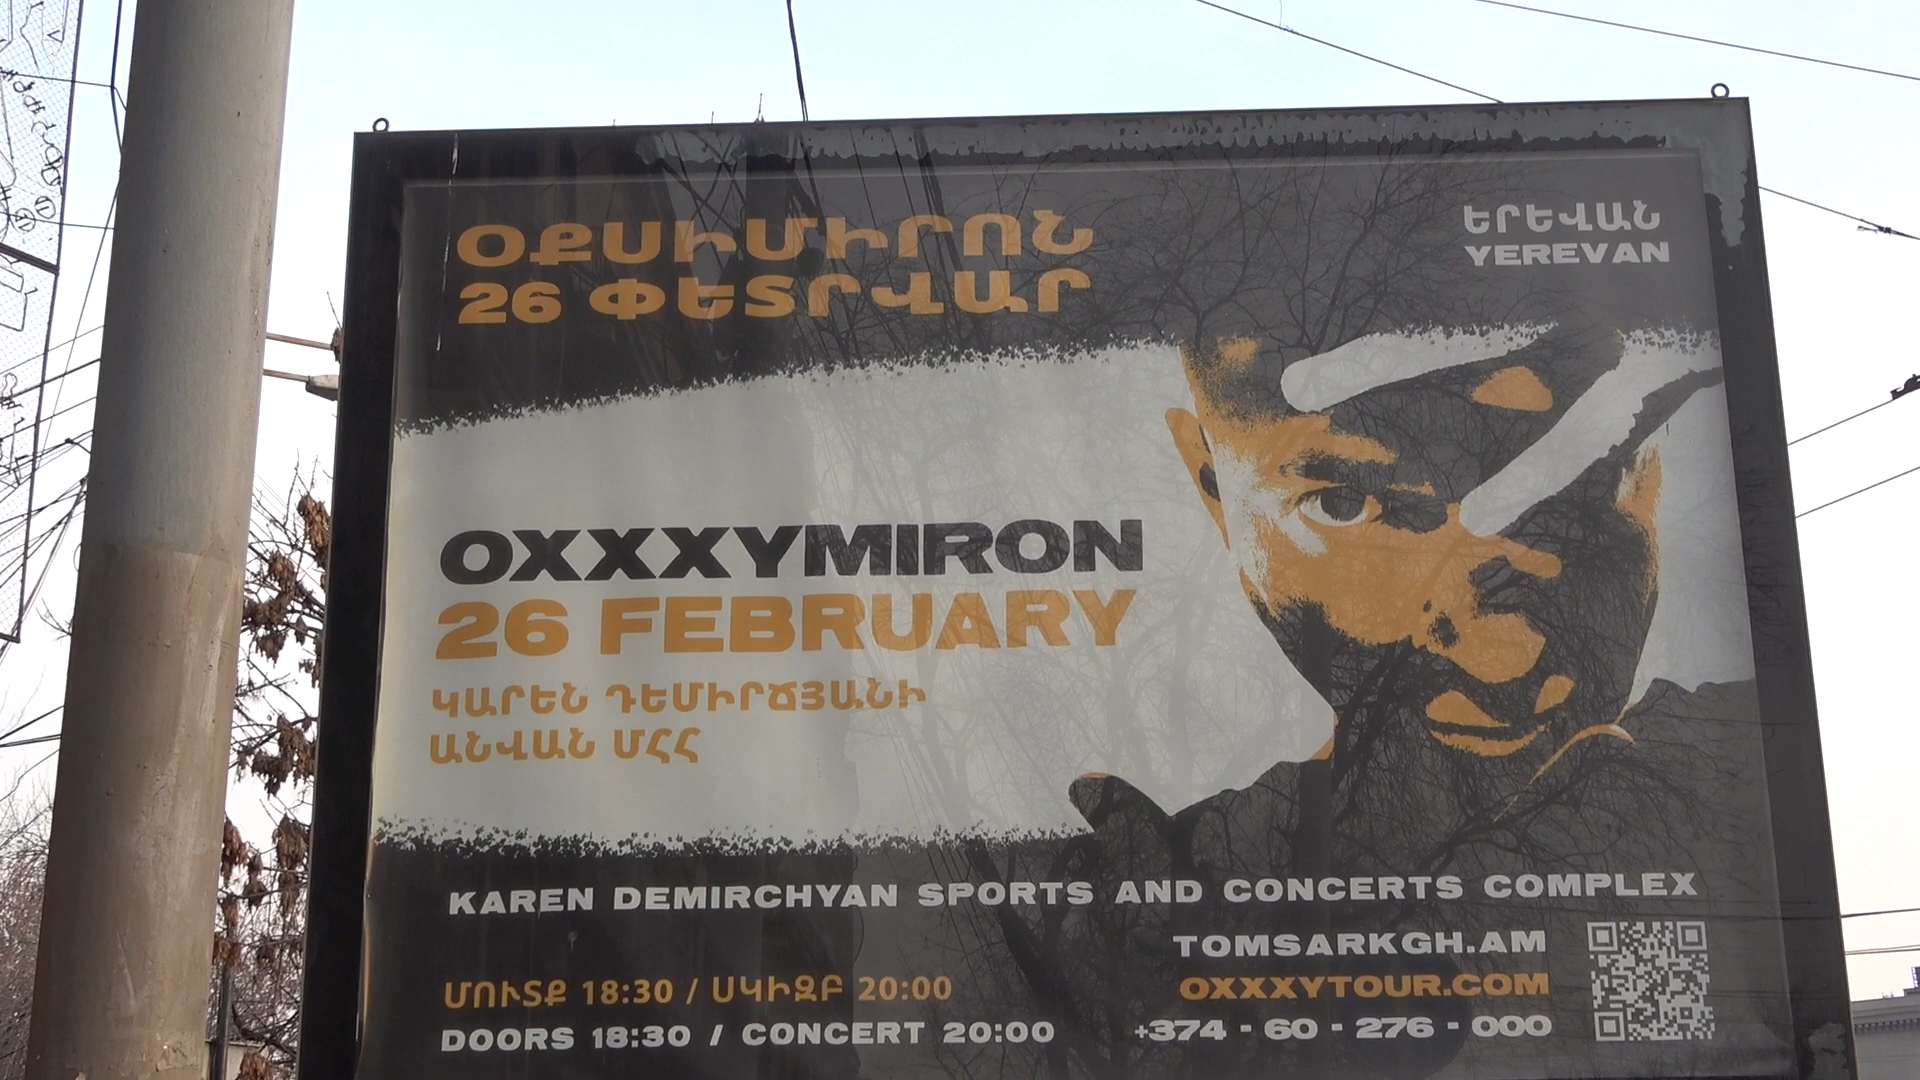 ՕՔՍԻՄԻՐՈՆ
26 ՓԵՏՐՎԱՐ
ԵՐԵՎԱՆ
YEREVAN
OXXXYMIRON
26 FEBRUARY
ԿԱՐԵՆ ԴԵՄԻՐՃՅԱՆԻ
ԱՆՎԱՆ ՄՀՀ
KAREN DEMIRCHYAN SPORTS AND CONCERTS COMPLEX
TOMSARKGH.AM
OXXXYTOUR.COM
+374 - 60 - 276 - 000
ՄՈՒՏՔ 18:30 / ՍԿԻԶԲ 20:00
DOORS 18:30 / CONCERT 20:00